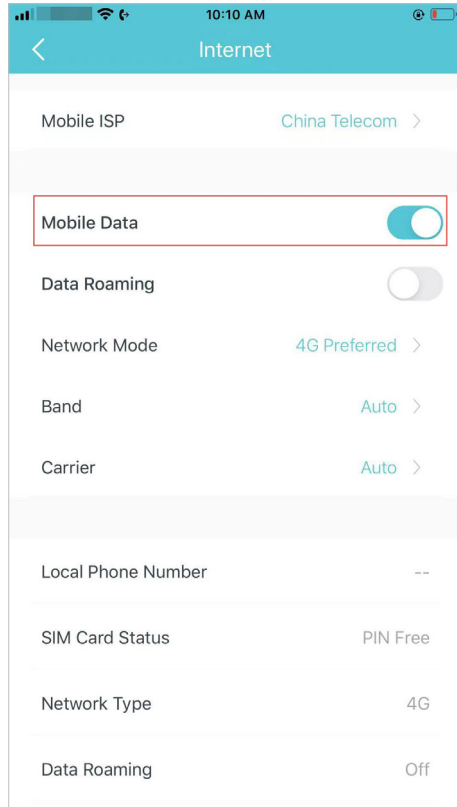 10:10 AM
Internet
Mobile ISP China Telecom
Mobile Data
Data Roaming
Network Mode 4G Preferred
Band Auto
Carrier Auto
Local Phone Number --
SIM Card Status PIN Free
Network Type 4G
Data Roaming Off